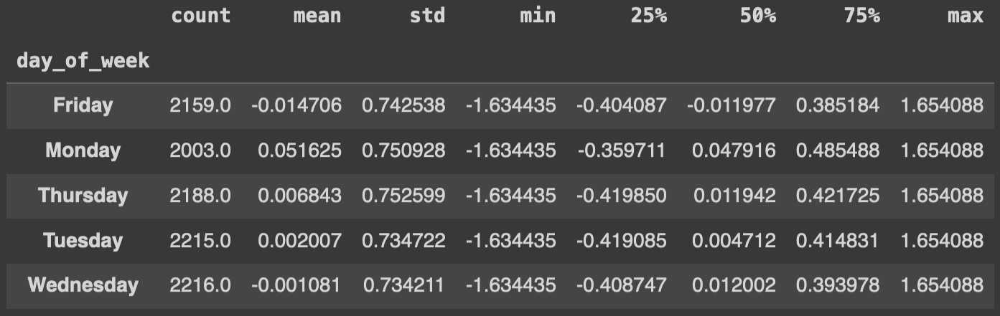 count mean std min 25% 50% 75% max
day_of_week
Friday 2159.0 -0.014706 0.742538 -1.634435 -0.404087 -0.011977 0.385184 1.654088
Monday 2003.0 0.051625 0.750928 -1.634435 -0.359711 0.047916 0.485488 1.654088
Thursday 2188.0 0.006843 0.752599 -1.634435 -0.419850 0.011942 0.421725 1.654088
Tuesday 2215.0 0.002007 0.734722 -1.634435 -0.419085 0.004712 0.414831 1.654088
Wednesday 2216.0 -0.001081 0.734211 -1.634435 -0.408747 0.012002 0.393978 1.654088